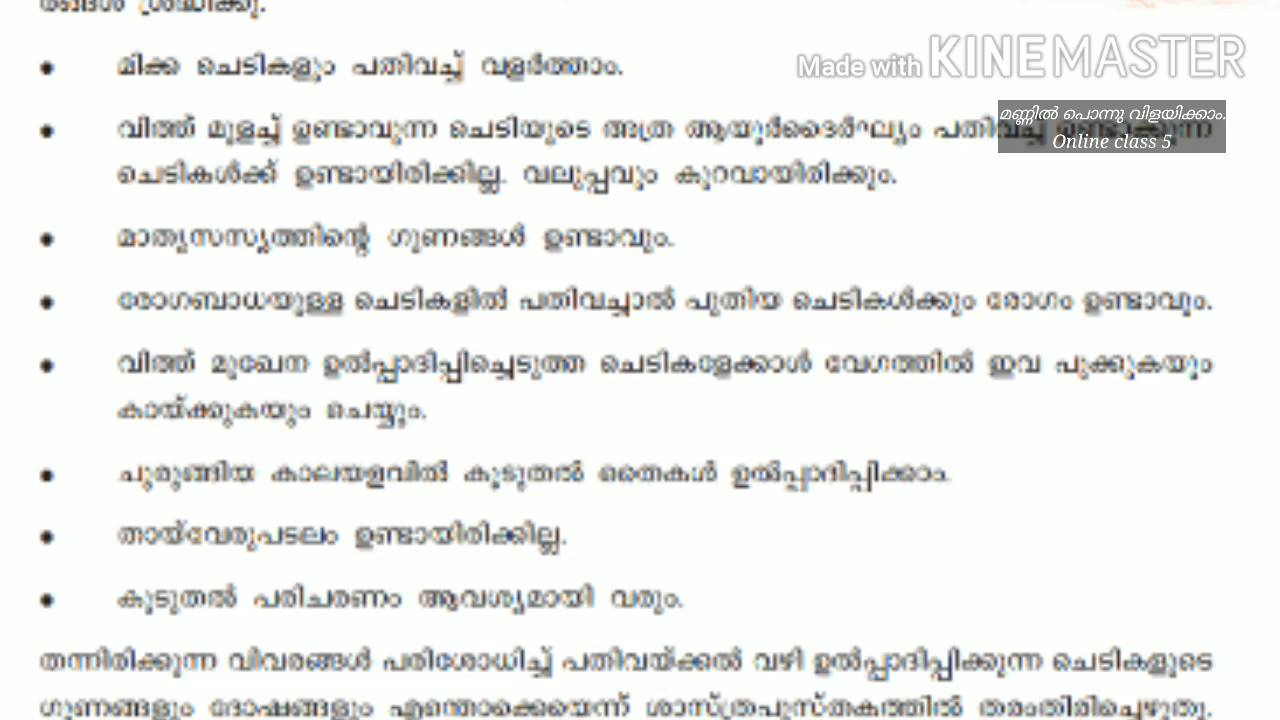 ശ്രദ്ധിക്കൂ.
Made with KINEMASTER
• മിക്ക ചെടികളും പതിവച്ച് വളർത്താം.
മണ്ണിൽ പൊന്നു വിളയിക്കാം.
Online class 5
• വിത്ത് മുളച്ച് ഉണ്ടാവുന്ന ചെടിയുടെ അത്ര ആയുർദൈർഘ്യം പതിവച്ച് ഉണ്ടാക്കുന്ന
ചെടികൾക്ക് ഉണ്ടായിരിക്കില്ല. വലുപ്പവും കുറവായിരിക്കും.
• മാതൃസസ്യത്തിന്റെ ഗുണങ്ങൾ ഉണ്ടാവും.
• രോഗബാധയുള്ള ചെടികളിൽ പതിവച്ചാൽ പുതിയ ചെടികൾക്കും രോഗം ഉണ്ടാവും.
• വിത്ത് മുഖേന ഉൽപ്പാദിപ്പിച്ചെടുത്ത ചെടികളേക്കാൾ വേഗത്തിൽ ഇവ പൂക്കുകയും
കായ്ക്കുകയും ചെയ്യും.
• ചുരുങ്ങിയ കാലയളവിൽ കൂടുതൽ തൈകൾ ഉൽപ്പാദിപ്പിക്കാം.
• തായ്‌വേരുപടലം ഉണ്ടായിരിക്കില്ല.
• കൂടുതൽ പരിചരണം ആവശ്യമായി വരും.
തന്നിരിക്കുന്ന വിവരങ്ങൾ പരിശോധിച്ച് പതിവയ്ക്കൽ വഴി ഉൽപ്പാദിപ്പിക്കുന്ന ചെടികളുടെ
ഗുണങ്ങളും ദോഷങ്ങളും എന്തൊക്കെയെന്ന് ശാസ്ത്രപുസ്തകത്തിൽ തരംതിരിച്ചെഴുതൂ.